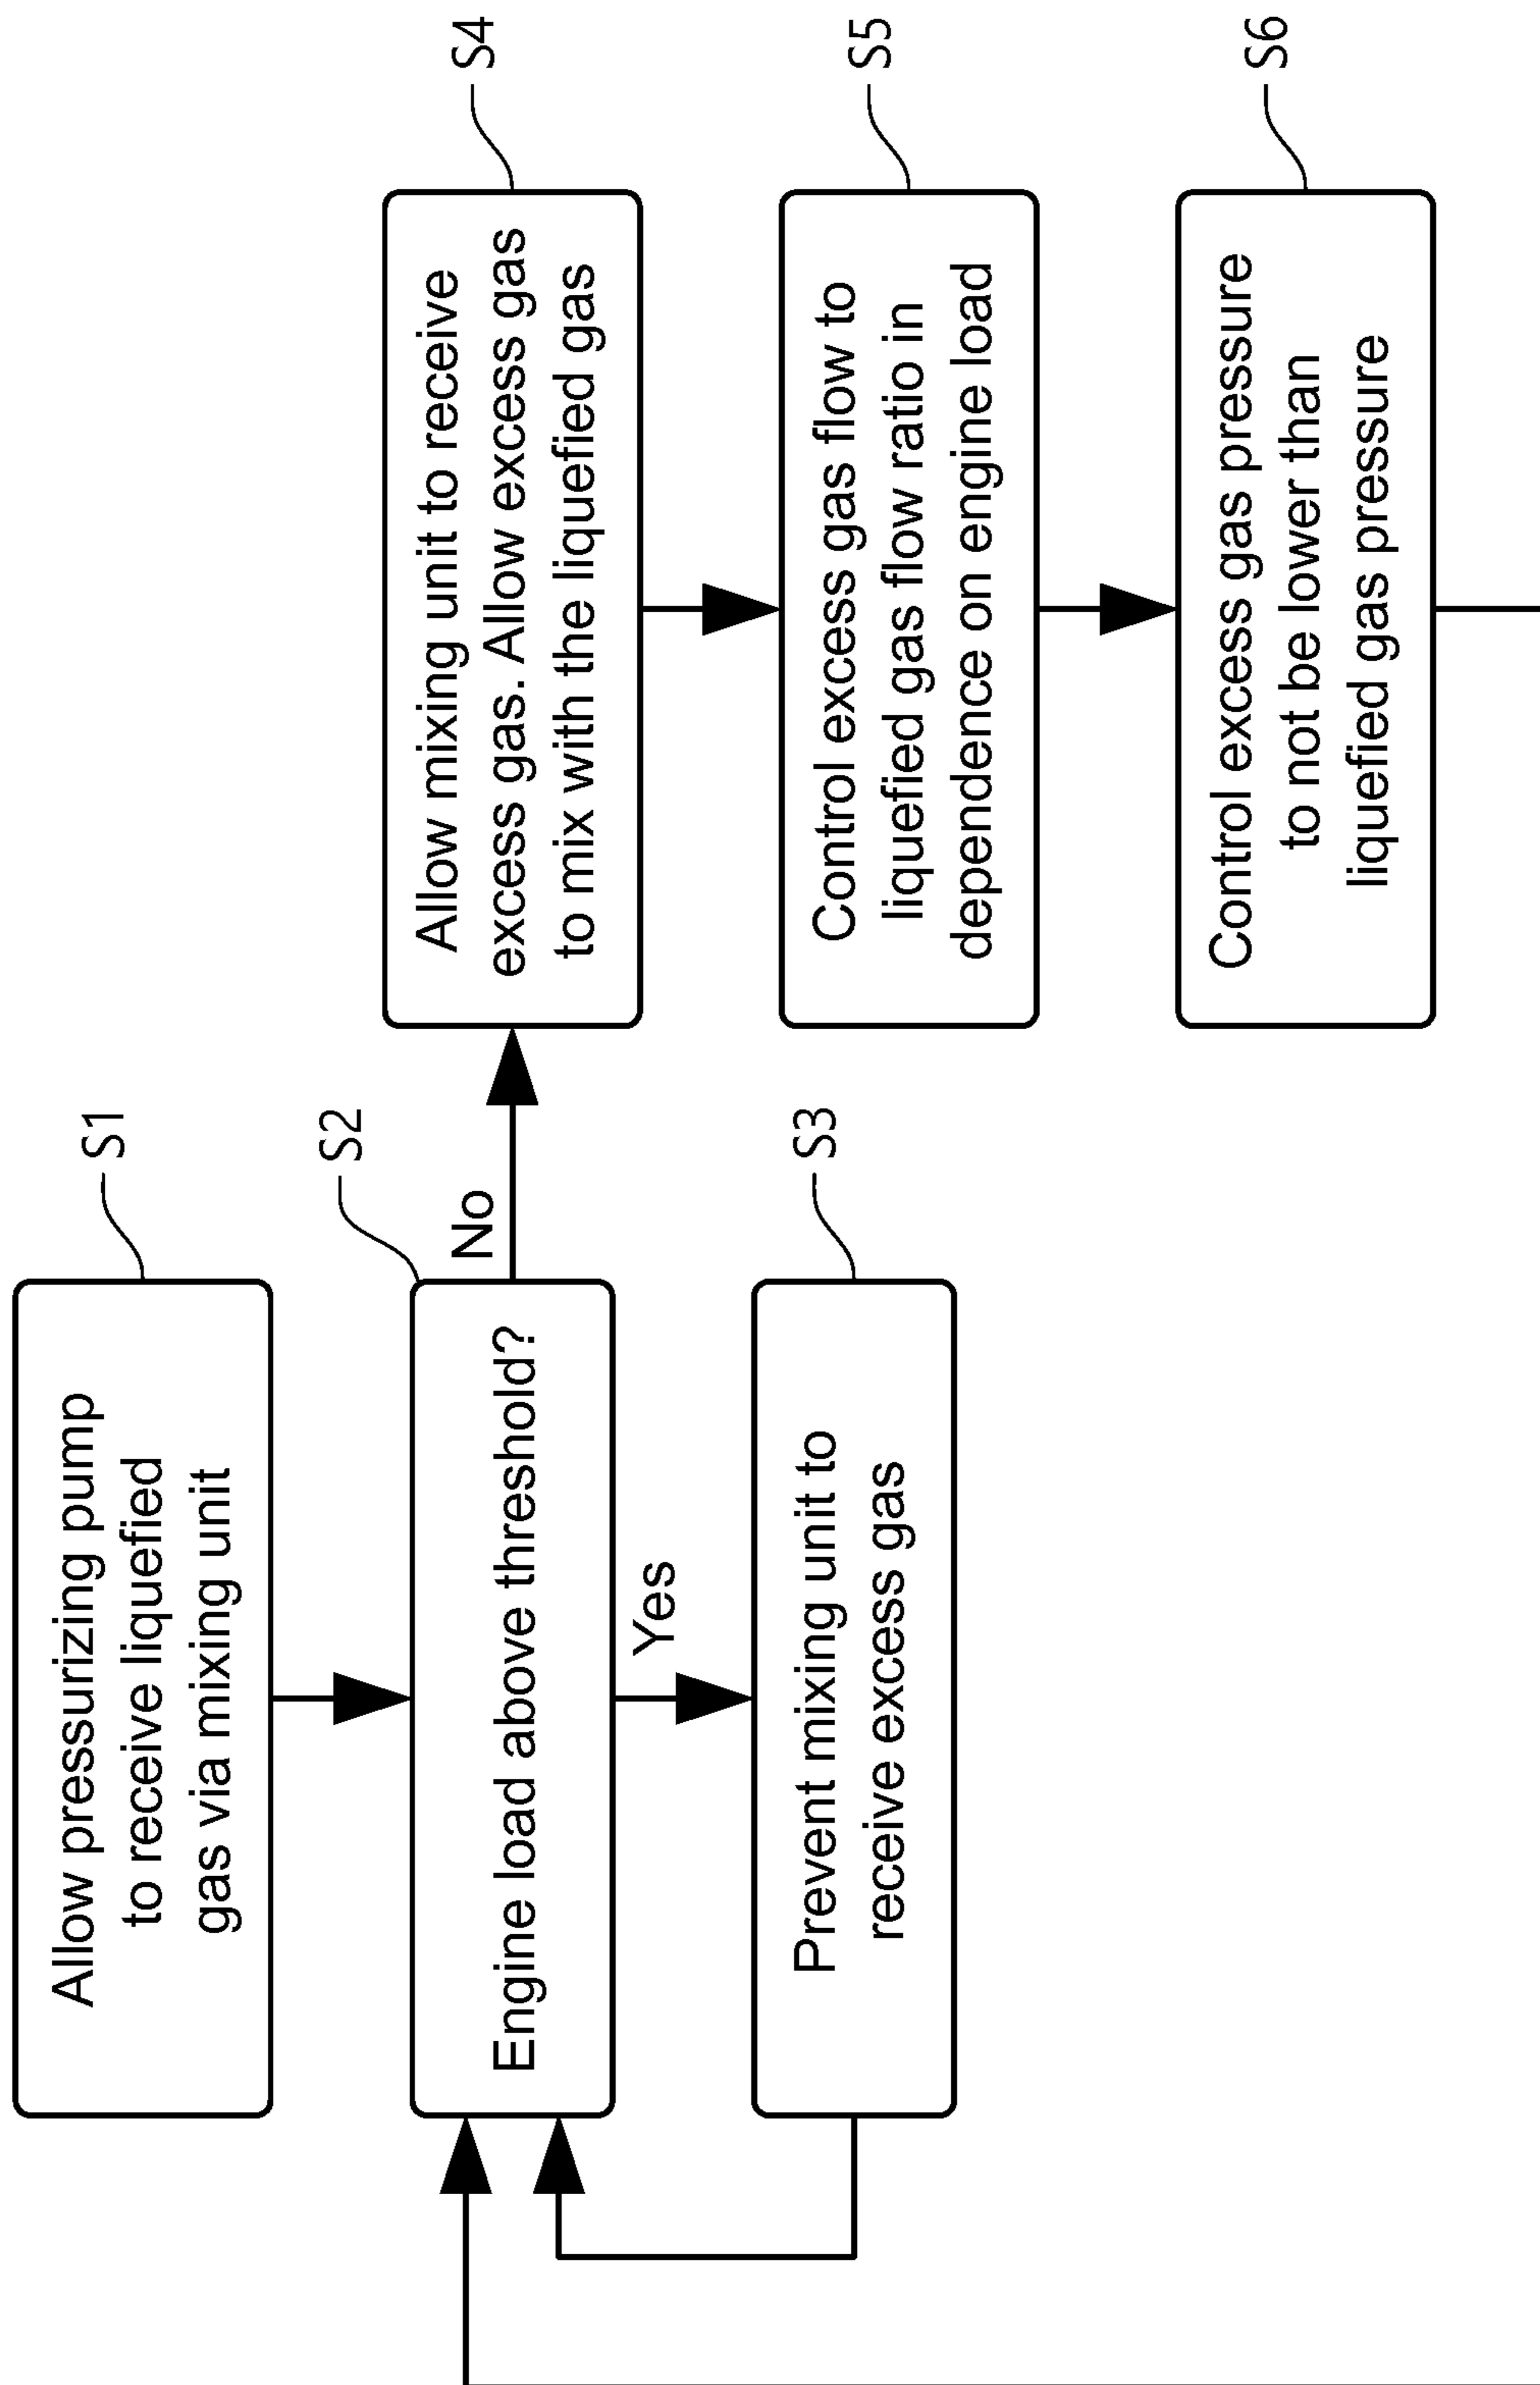 Allow pressurizing pump
to receive liquefied
gas via mixing unit
S1
Engine load above threshold?
S2
No
Yes
Prevent mixing unit to
receive excess gas
S3
Allow mixing unit to receive
excess gas. Allow excess gas
to mix with the liquefied gas
S4
Control excess gas flow to
liquefied gas flow ratio in
dependence on engine load
S5
Control excess gas pressure
to not be lower than
liquefied gas pressure
S6